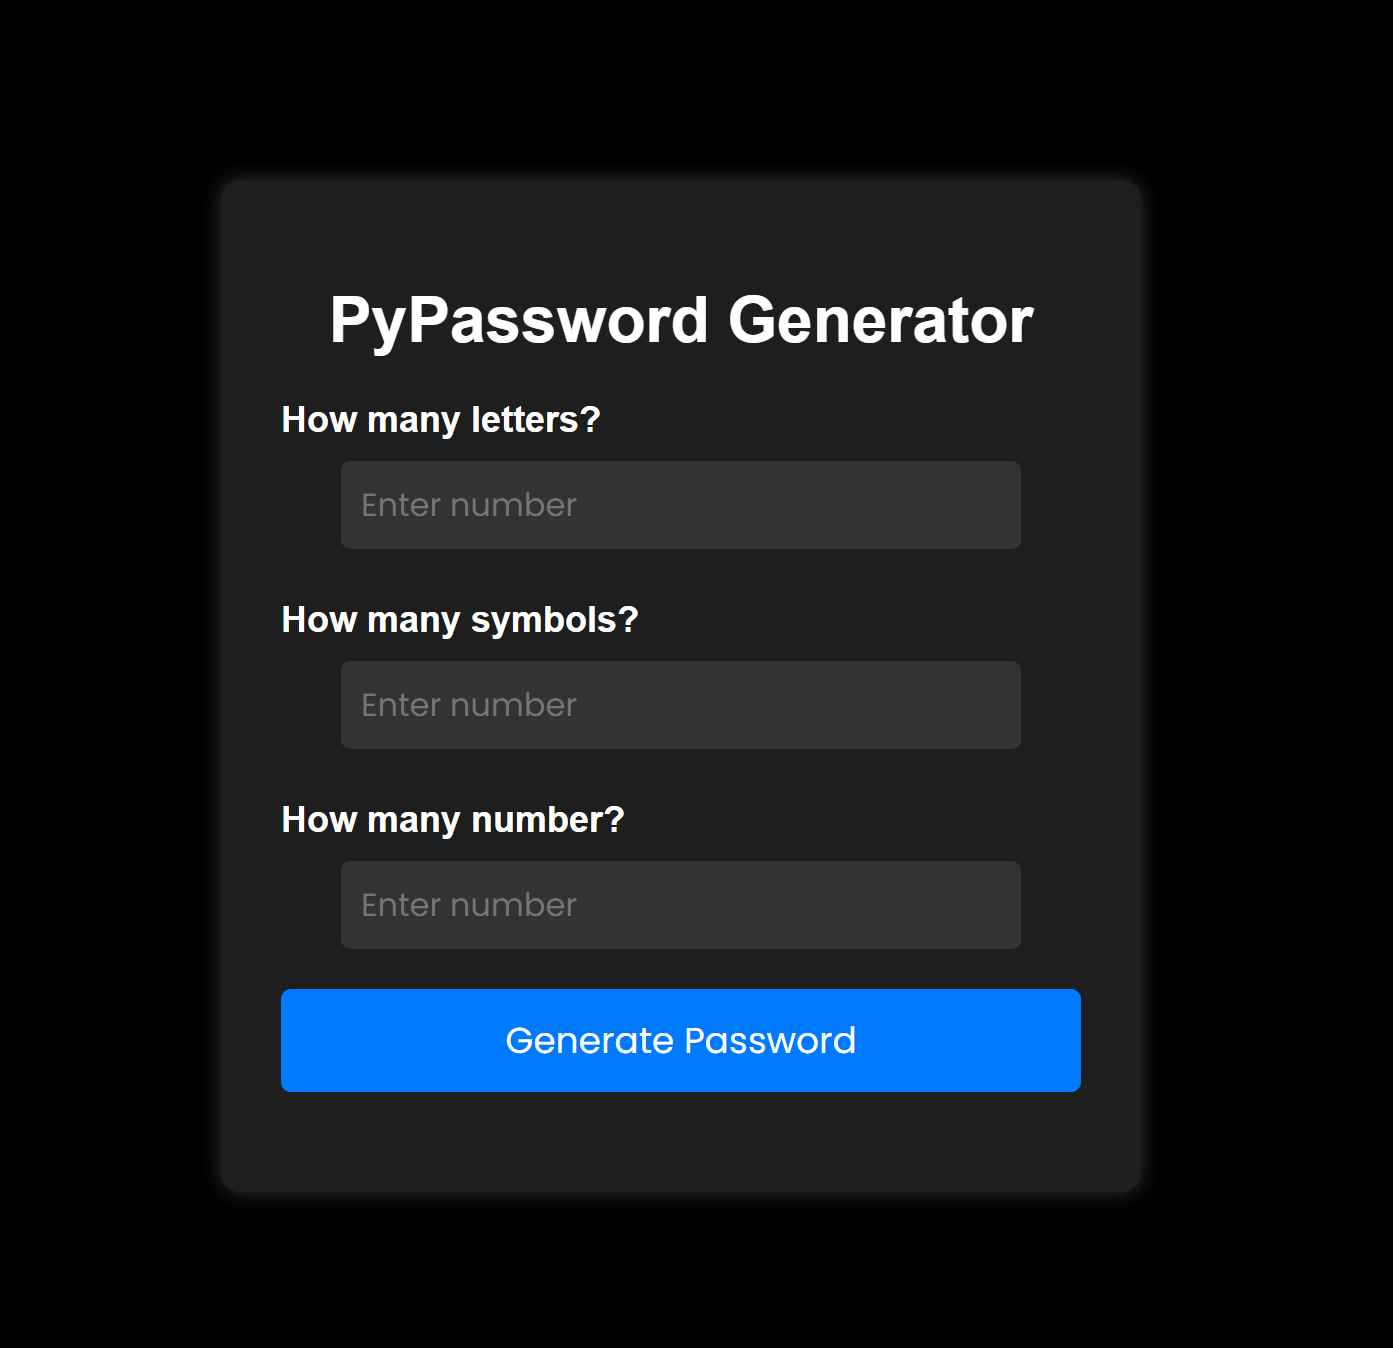 PyPassword Generator
How many letters?
Enter number
How many symbols?
Enter number
How many number?
Enter number
Generate Password